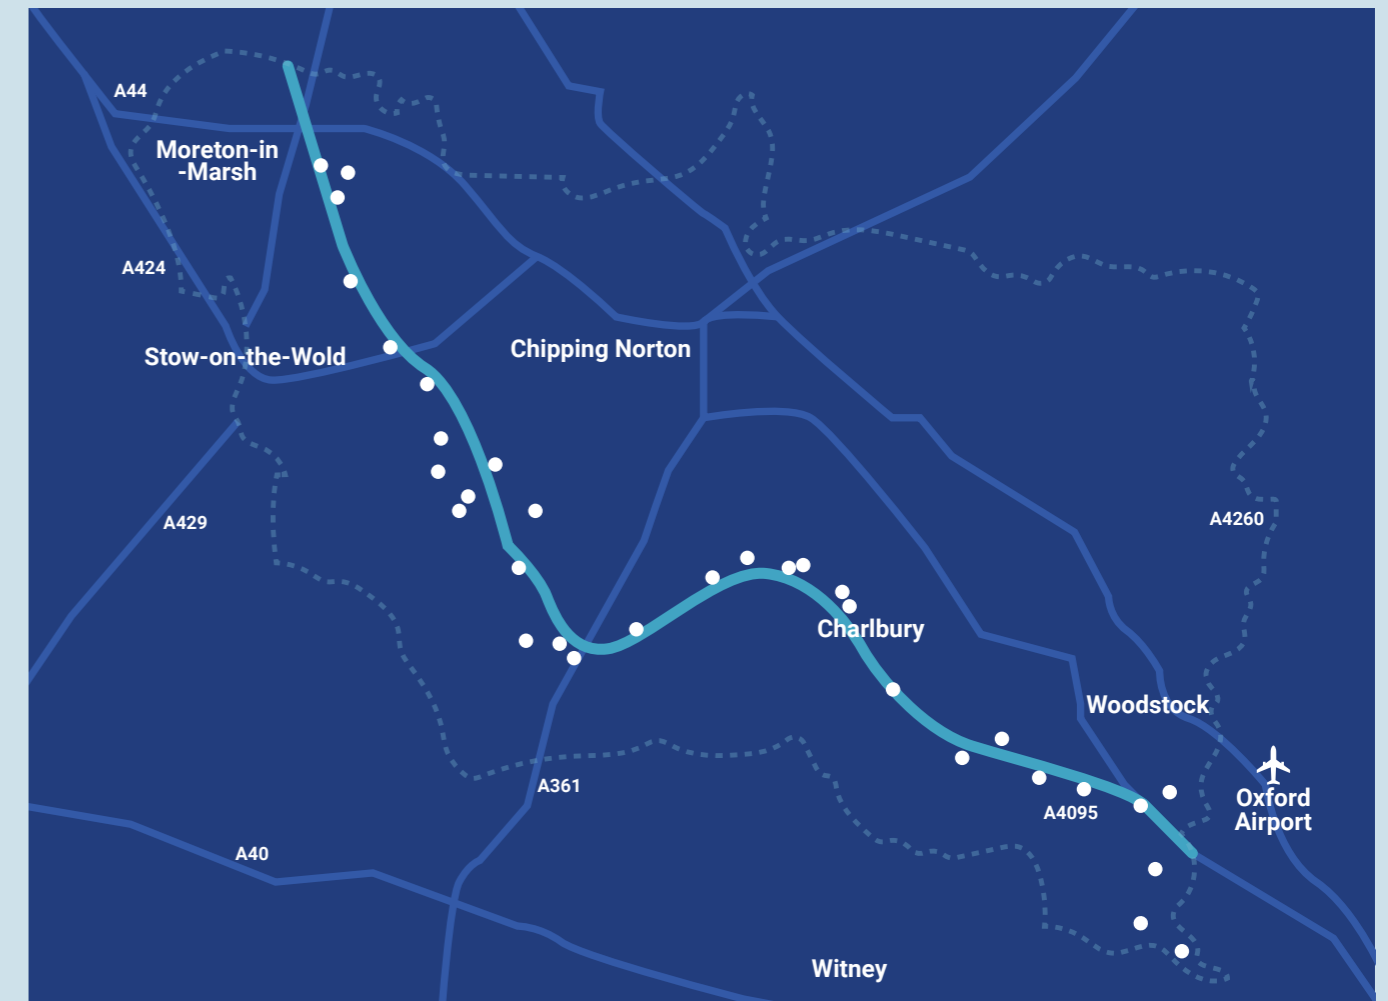 A44
Moreton-in
-Marsh
A424
Stow-on-the-Wold
Chipping Norton
A429
A4260
Charlbury
Woodstock
A361
Oxford
Airport
A4095
A40
Witney